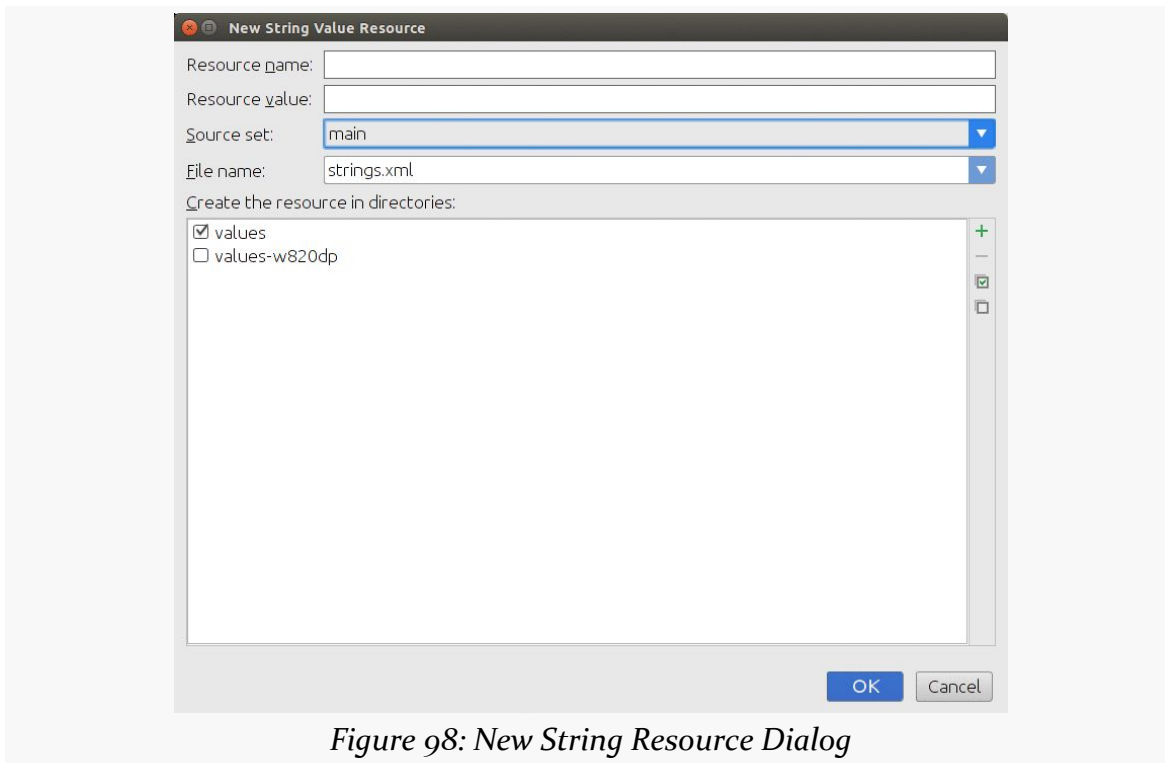 New String Value Resource
Resource name:
Resource value:
Source set: main
File name: strings.xml
Create the resource in directories:
values
values-w820dp
OK Cancel
Figure 98: New String Resource Dialog